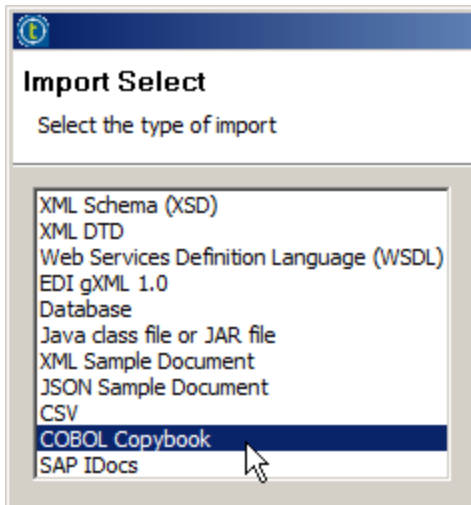 Import Select
Select the type of import
XML Schema (XSD)
XML DTD
Web Services Definition Language (WSDL)
EDI gXML 1.0
Database
Java class file or JAR file
XML Sample Document
JSON Sample Document
CSV
COBOL Copybook
SAP IDocs